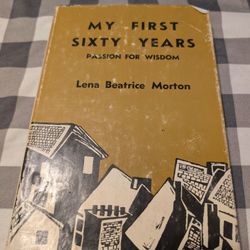 MY FIRST
SIXTY YEARS
PASSION FOR WISDOM
Lena Beatrice Morton